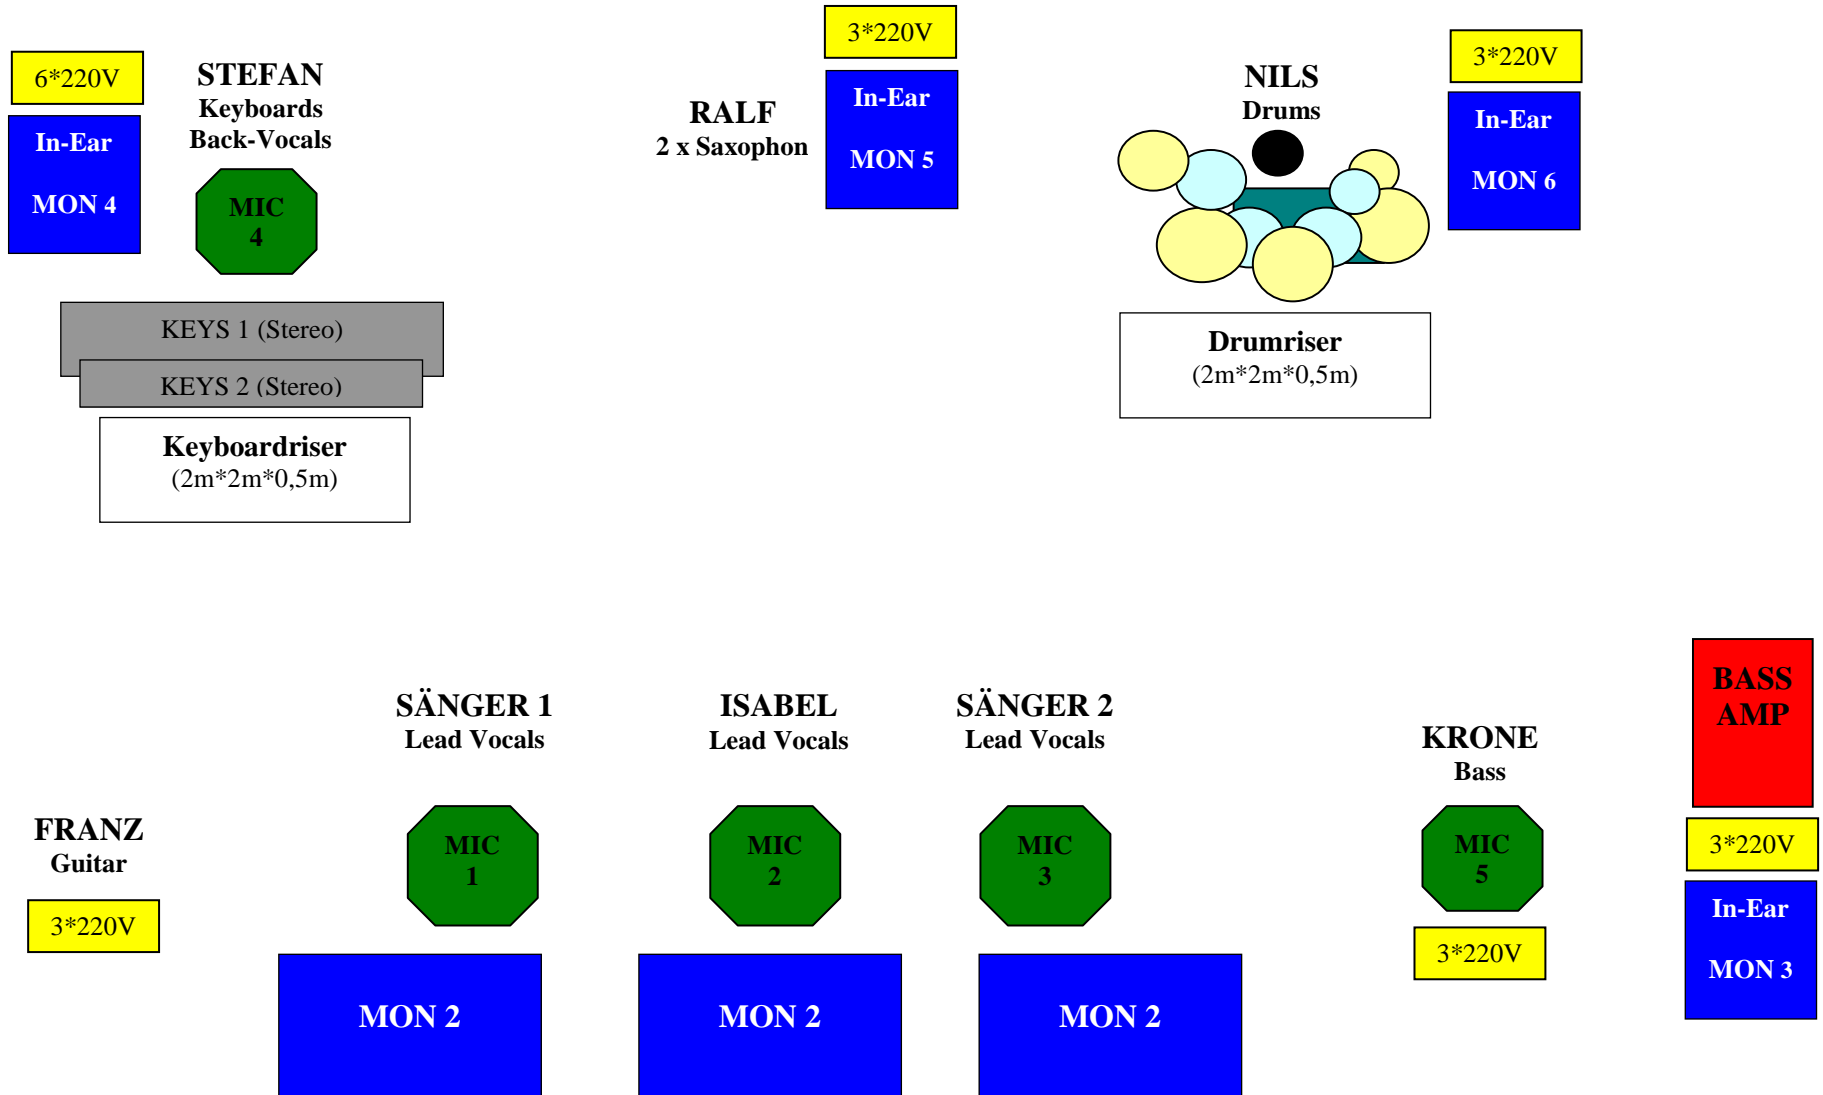 6*220V
STEFAN
Keyboards
Back-Vocals
In-Ear
MON 4
MIC
4
KEYS 1 (Stereo)
KEYS 2 (Stereo)
Keyboardriser
(2m*2m*0,5m)
RALF
2 x Saxophon
3*220V
In-Ear
MON 5
NILS
Drums
3*220V
In-Ear
MON 6
Drumriser
(2m*2m*0,5m)
FRANZ
Guitar
3*220V
SÄNGER 1
Lead Vocals
MIC
1
MON 2
ISABEL
Lead Vocals
MIC
2
MON 2
SÄNGER 2
Lead Vocals
MIC
3
MON 2
KRONE
Bass
MIC
5
3*220V
BASS
AMP
3*220V
In-Ear
MON 3